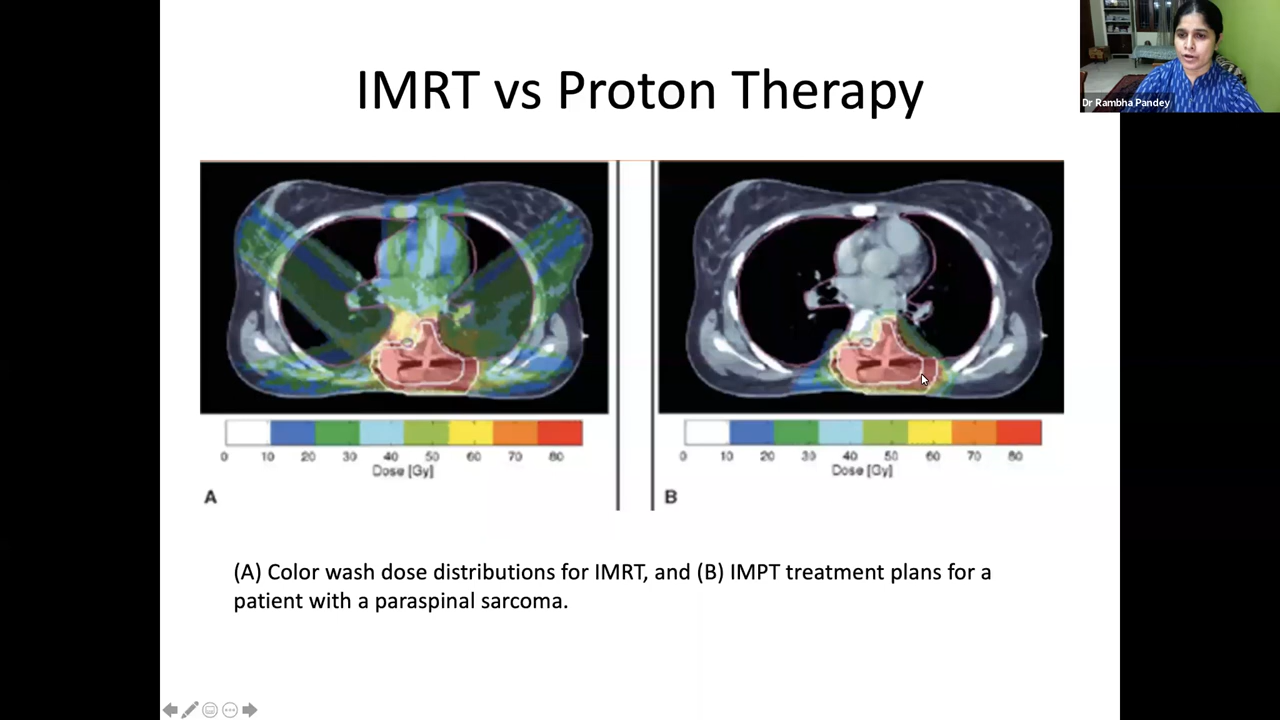 IMRT vs Proton Therapy
Dr Rambha Pandey
0 10 20 30 40 50 60 70 80
Dose [Gy]
A
0 10 20 30 40 50 60 70 80
Dose [Gy]
B
(A) Color wash dose distributions for IMRT, and (B) IMPT treatment plans for a
patient with a paraspinal sarcoma.